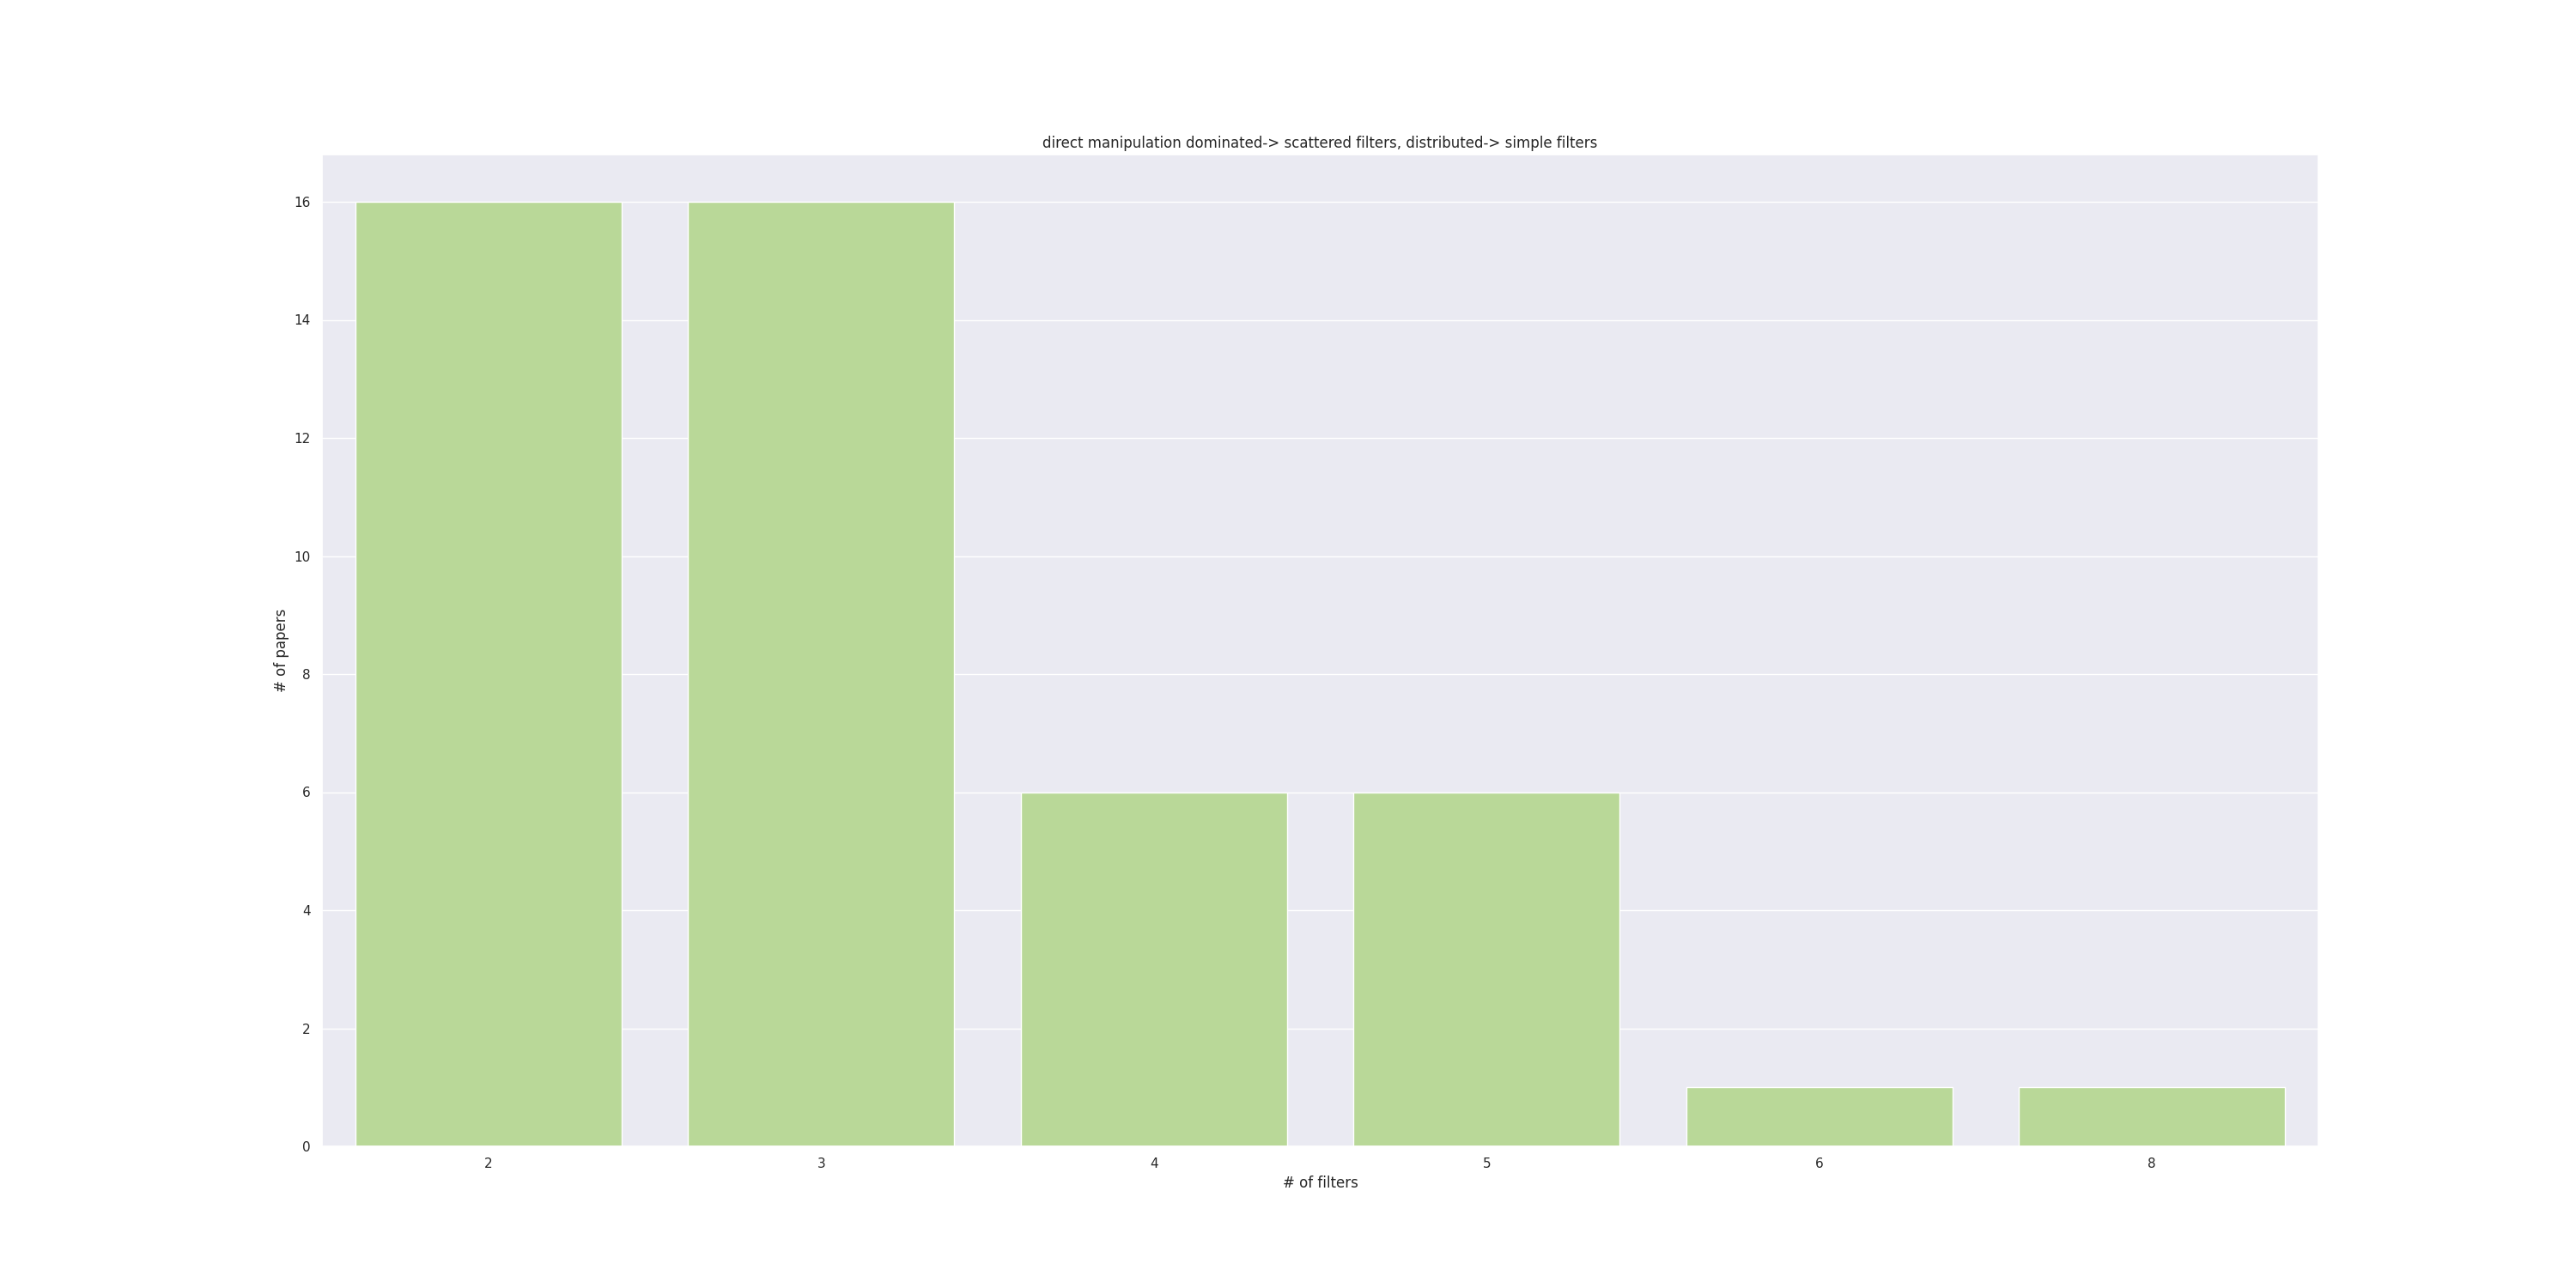 direct manipulation dominated-> scattered filters, distributed-> simple filters
16
14
12
10
8
6
4
2
0
# of papers
2 3 4 5 6 8
# of filters